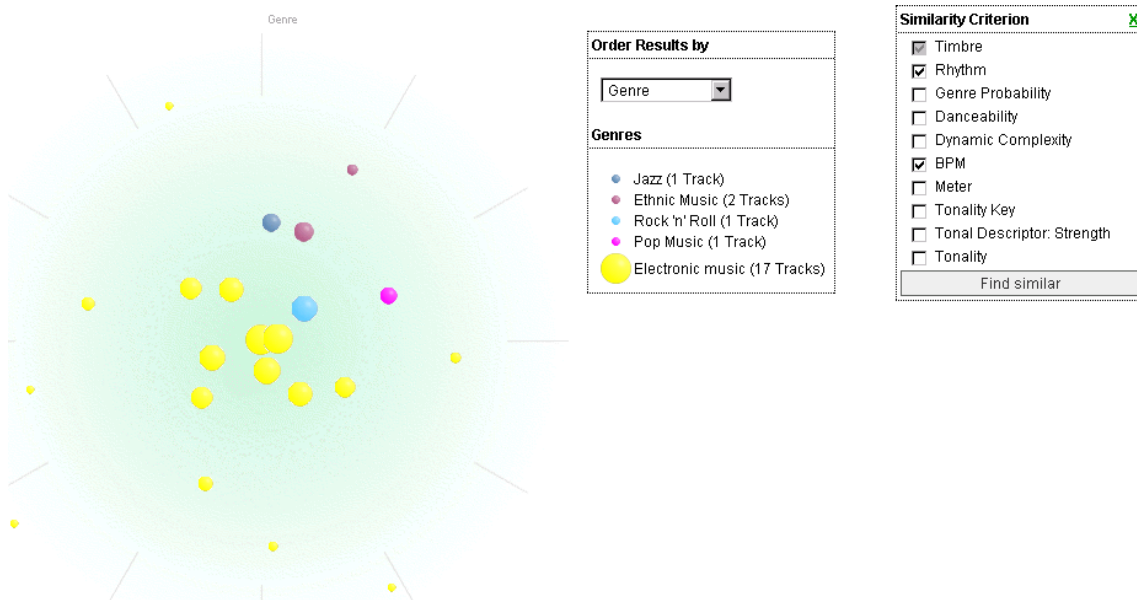 Genre
Order Results by
Genre
Genres
Jazz (1 Track)
Ethnic Music (2 Tracks)
Rock 'n' Roll (1 Track)
Pop Music (1 Track)
Electronic music (17 Tracks)
Similarity Criterion X
Timbre
Rhythm
Genre Probability
Danceability
Dynamic Complexity
BPM
Meter
Tonality Key
Tonal Descriptor: Strength
Tonality
Find similar